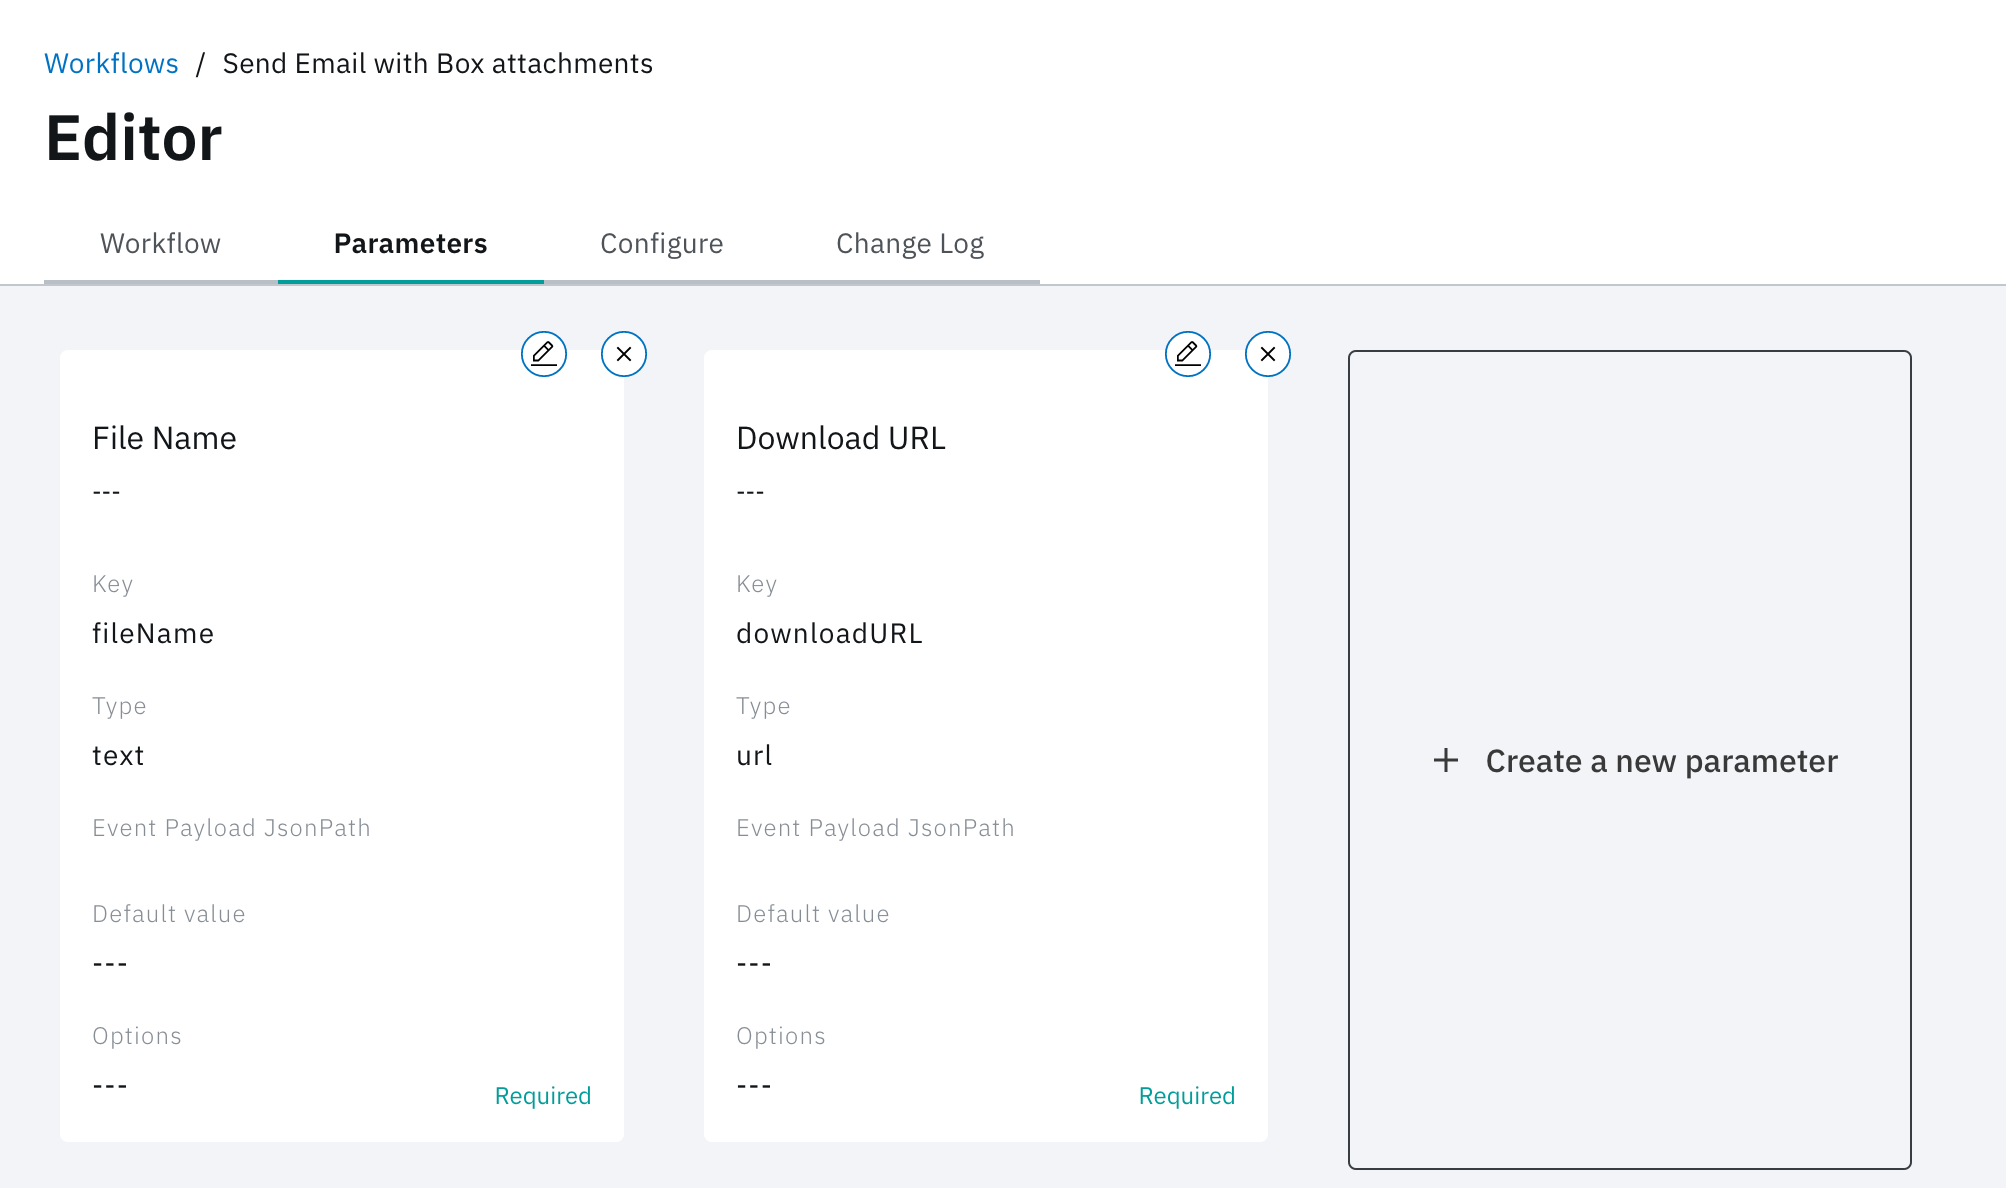 Workflows / Send Email with Box attachments
Editor
Workflow Parameters Configure Change Log
File Name
---
Key
fileName
Type
text
Event Payload JsonPath
Default value
---
Options
---
Required
Download URL
---
Key
downloadURL
Type
url
Event Payload JsonPath
Default value
---
Options
---
Required
+ Create a new parameter